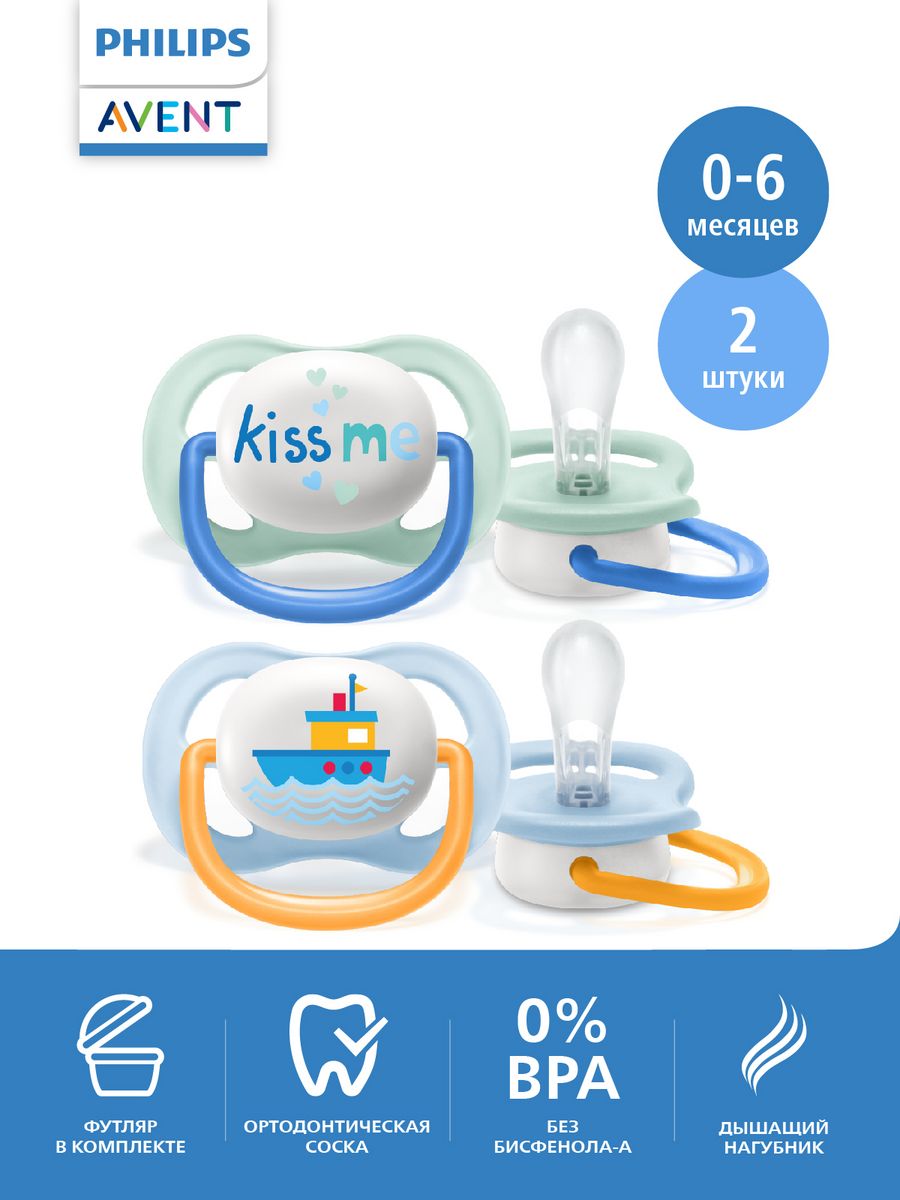 PHILIPS
AVENT
0-6
месяцев
2
штуки
kiss me
ФУТЛЯР
В КОМПЛЕКТЕ
ОРТОДОНТИЧЕСКАЯ
СОСКА
0%
BPA
БЕЗ
БИСФЕНОЛА-А
ДЫШАЩИЙ
НАГУБНИК